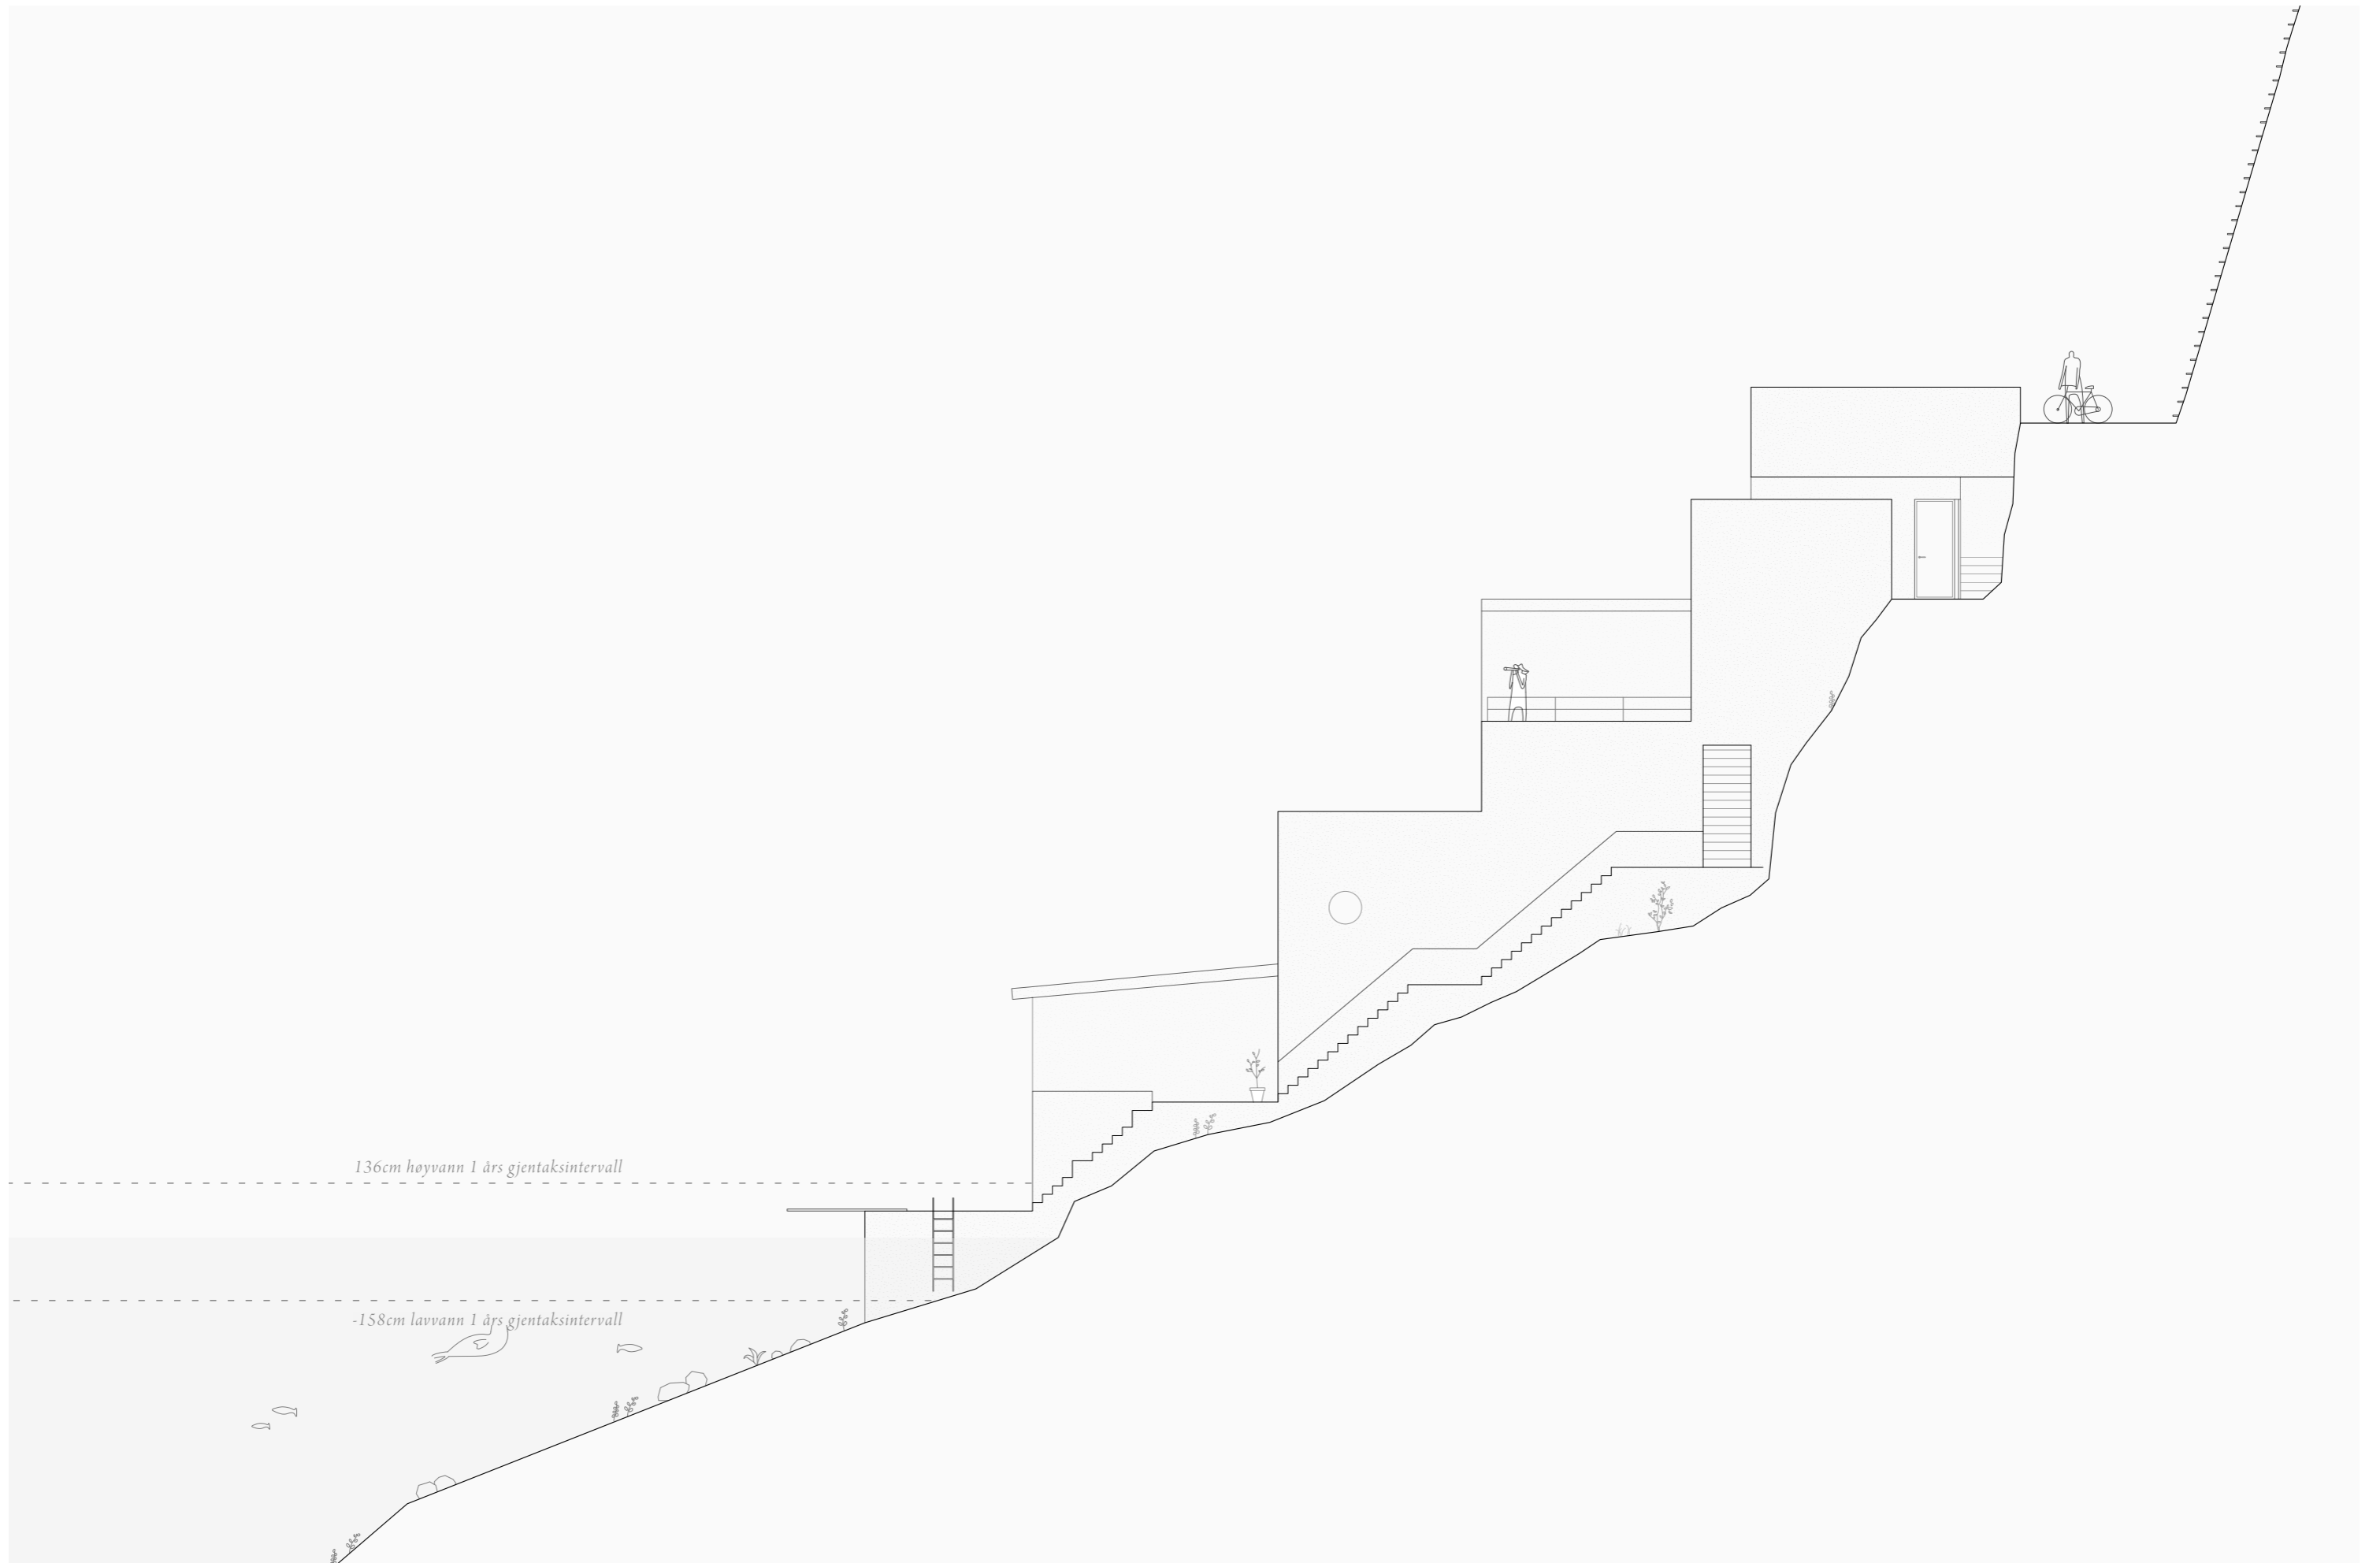 136cm høyvann 1 års gjentaksintervall
-158cm lavvann 1 års gjentaksintervall